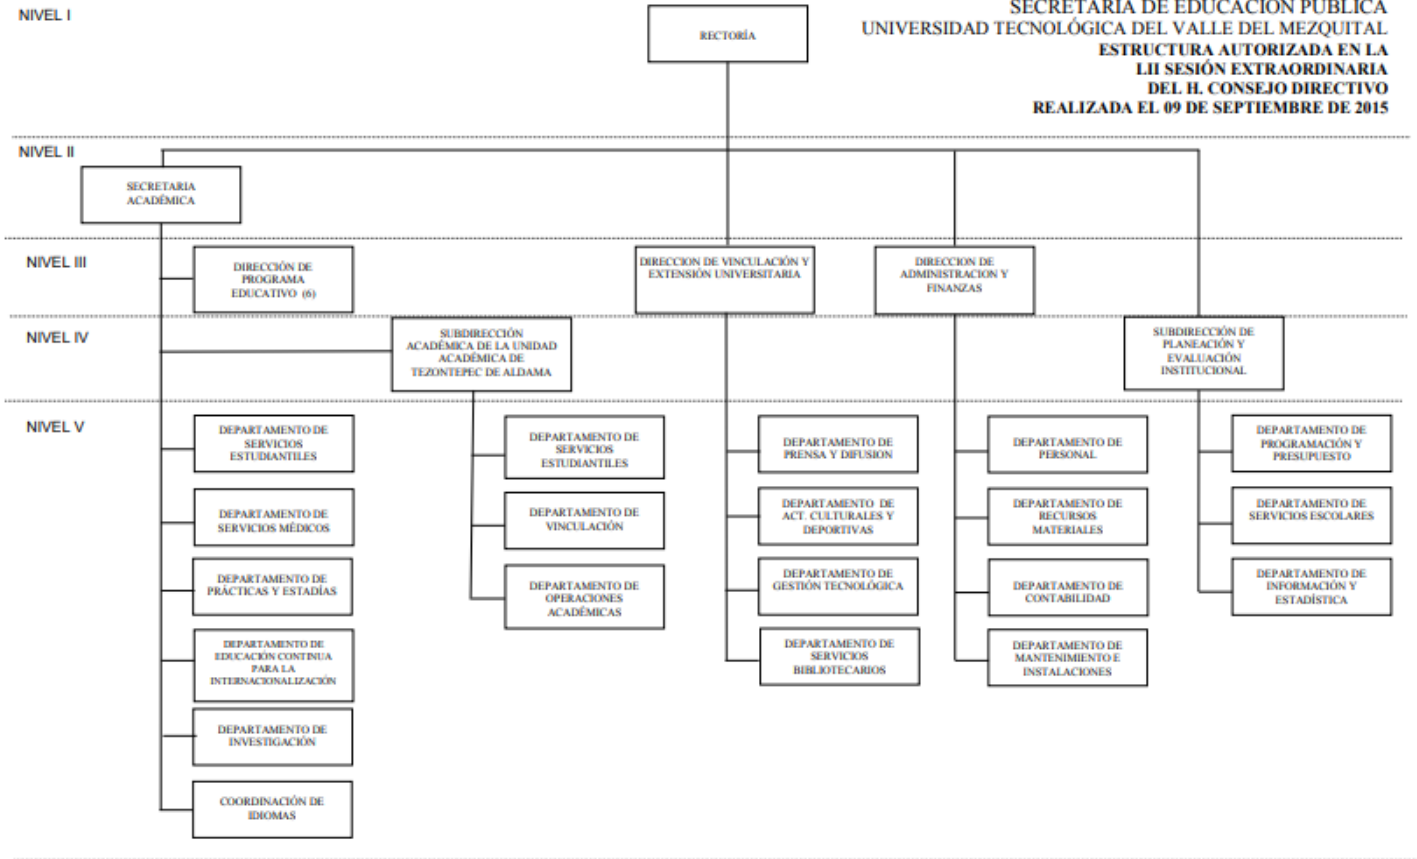 NIVEL I
RECTORÍA
SECRETARÍA DE EDUCACIÓN PÚBLICA
UNIVERSIDAD TECNOLÓGICA DEL VALLE DEL MEZQUITAL
ESTRUCTURA AUTORIZADA EN LA
LII SESIÓN EXTRAORDINARIA
DEL H. CONSEJO DIRECTIVO
REALIZADA EL 09 DE SEPTIEMBRE DE 2015
NIVEL II
SECRETARIA
ACADÉMICA
NIVEL III
DIRECCIÓN DE
PROGRAMA
EDUCATIVO (6)
DIRECCION DE VINCULACIÓN Y
EXTENSIÓN UNIVERSITARIA
DIRECCION DE
ADMINISTRACION Y
FINANZAS
NIVEL IV
SUBDIRECCIÓN
ACADÉMICA DE LA UNIDAD
ACADÉMICA DE
TEZONTEPEC DE ALDAMA
SUBDIRECCIÓN DE
PLANEACIÓN Y
EVALUACIÓN
INSTITUCIONAL
NIVEL V
DEPARTAMENTO DE
SERVICIOS
ESTUDIANTILES
DEPARTAMENTO DE
SERVICIOS MÉDICOS
DEPARTAMENTO DE
PRÁCTICAS Y ESTADÍAS
DEPARTAMENTO DE
EDUCACIÓN CONTINUA
PARA LA
INTERNACIONALIZACIÓN
DEPARTAMENTO DE
INVESTIGACIÓN
COORDINACIÓN DE
IDIOMAS
DEPARTAMENTO DE
SERVICIOS
ESTUDIANTILES
DEPARTAMENTO DE
VINCULACIÓN
DEPARTAMENTO DE
OPERACIONES
ACADÉMICAS
DEPARTAMENTO DE
PRENSA Y DIFUSION
DEPARTAMENTO DE
ACT. CULTURALES Y
DEPORTIVAS
DEPARTAMENTO DE
GESTIÓN TECNOLÓGICA
DEPARTAMENTO DE
SERVICIOS
BIBLIOTECARIOS
DEPARTAMENTO DE
PERSONAL
DEPARTAMENTO DE
RECURSOS
MATERIALES
DEPARTAMENTO DE
CONTABILIDAD
DEPARTAMENTO DE
MANTENIMIENTO E
INSTALACIONES
DEPARTAMENTO DE
PROGRAMACIÓN Y
PRESUPUESTO
DEPARTAMENTO DE
SERVICIOS ESCOLARES
DEPARTAMENTO DE
INFORMACIÓN Y
ESTADÍSTICA